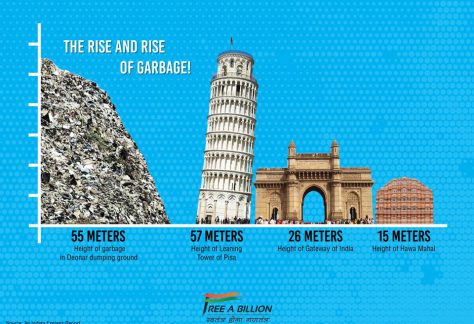 THE RISE AND RISE
OF GARBAGE!
55 METERS
Height of garbage
in Deonar dumping ground
57 METERS
Height of Leaning
Tower of Pisa
26 METERS
Height of Gateway of India
15 METERS
Height of Hawa Mahal
FREE A BILLION
स्वतंत्र होगा गणतंत्र